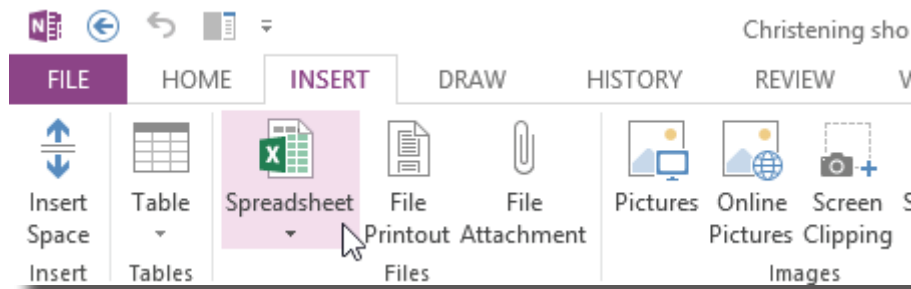 Christening sho
FILE HOME INSERT DRAW HISTORY REVIEW V
Insert Table Spreadsheet File File Pictures Online Screen S
Space Printout Attachment Pictures Clipping
Insert Tables Files Images